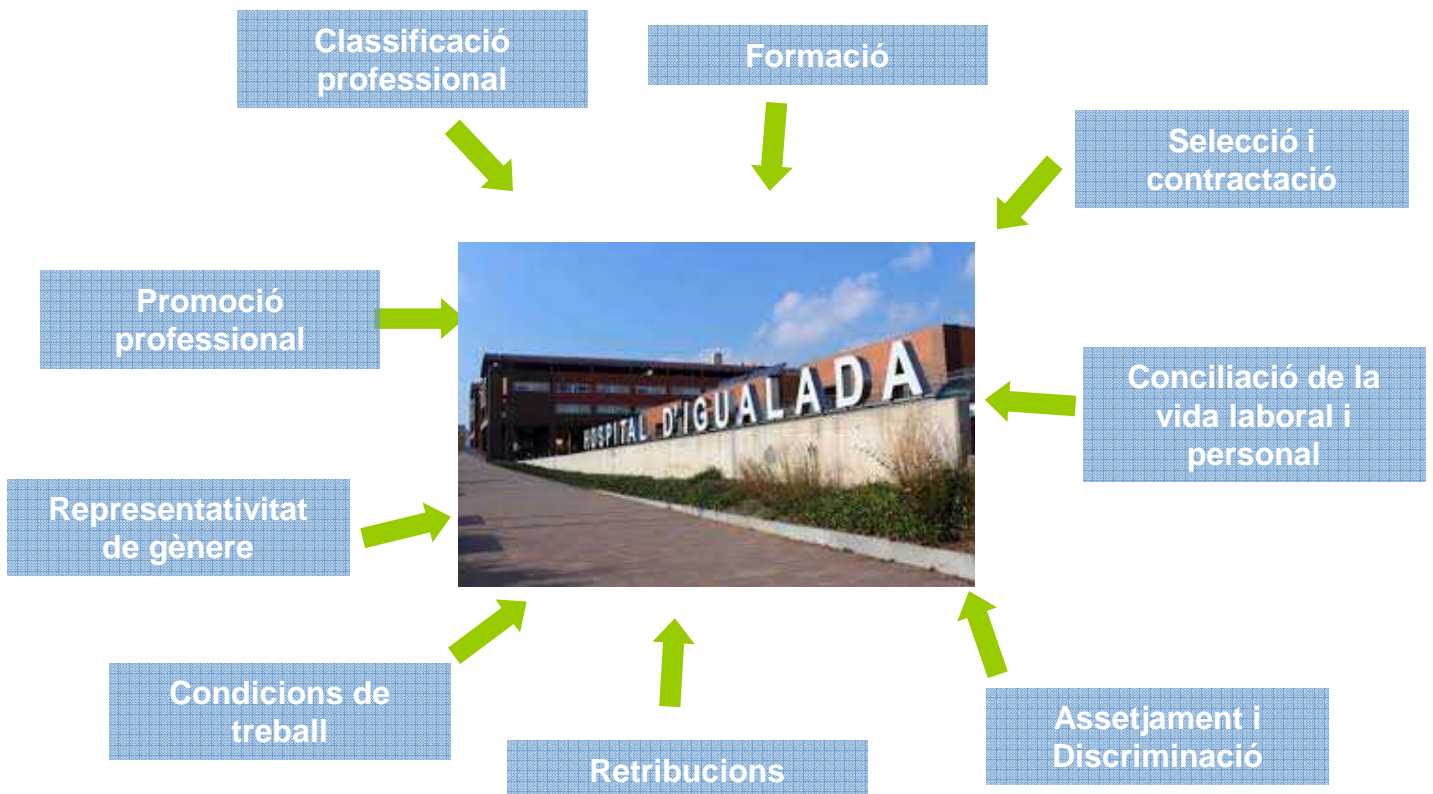 Classificació
professional
Formació
Selecció i
contractació
Promoció
professional
HOSPITAL D'IGUALADA
Conciliació de la
vida laboral i
personal
Representativitat
de gènere
Condicions de
treball
Retribucions
Assetjament i
Discriminació